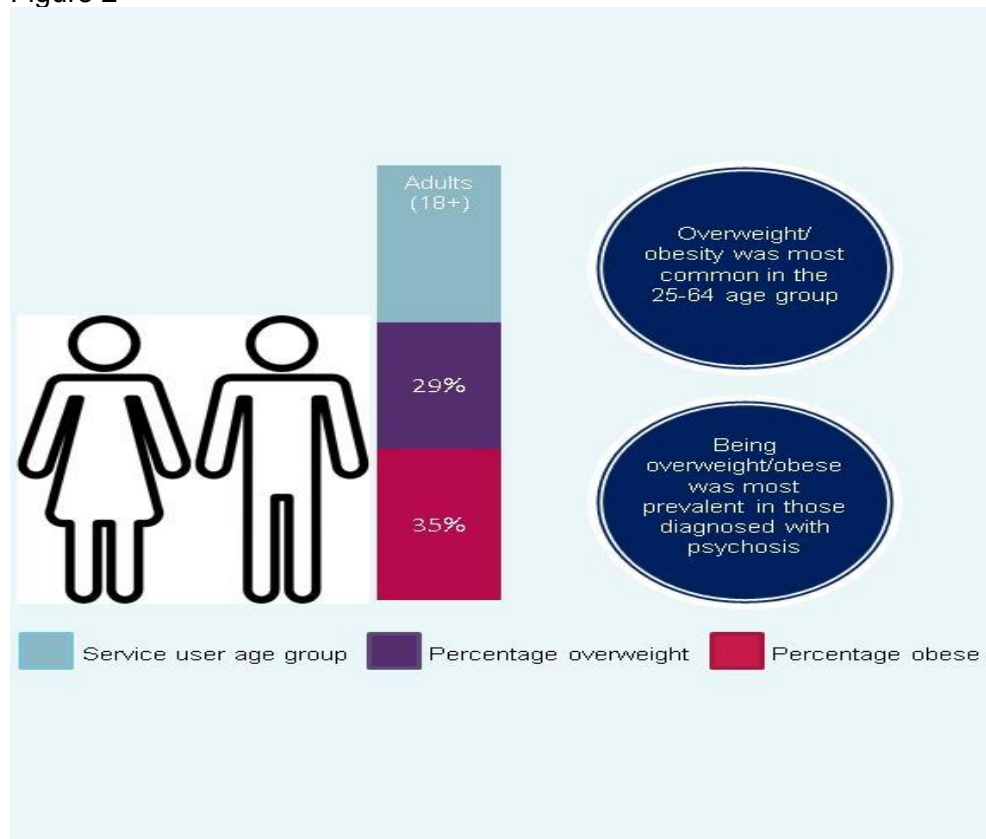 Figure 2
Adults
(18+)
29%
35%
Overweight/
obesity was most
common in the
25-64 age group
Being
overweight/obese
was most
prevalent in those
diagnosed with
psychosis
Service user age group
Percentage overweight
Percentage obese